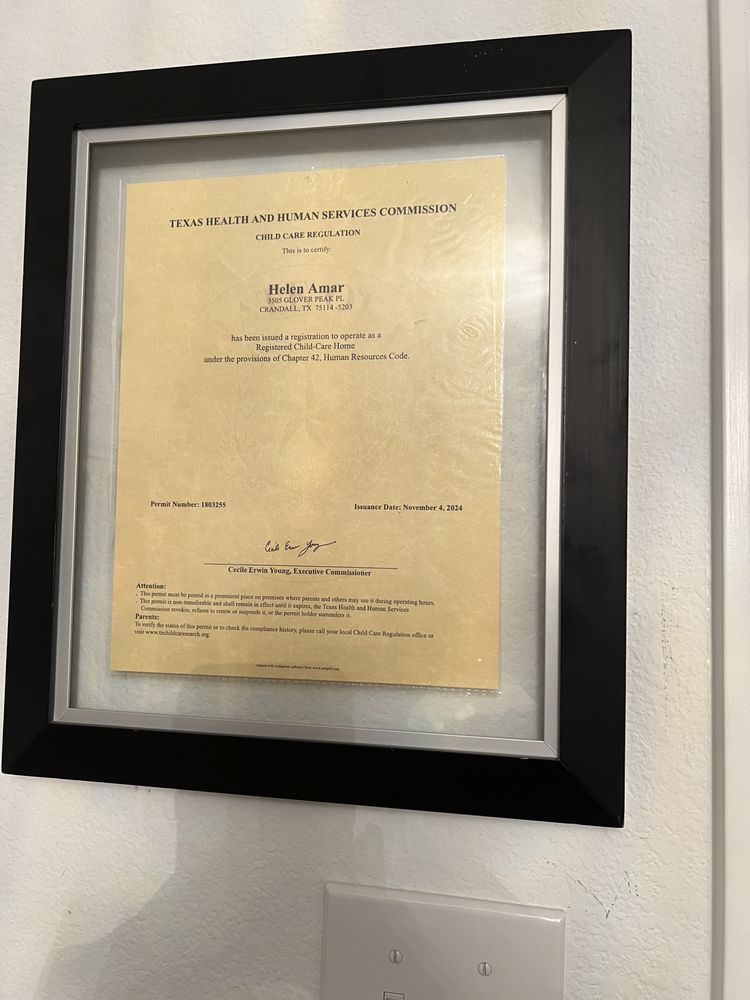 TEXAS HEALTH AND HUMAN SERVICES COMMISSION
CHILD CARE REGULATION
This is to certify:
Helen Amar
3505 GLOVER PEAK PL
CRANDALL, TX 75114 -5203
has been issued a registration to operate as a
Registered Child-Care Home
under the provisions of Chapter 42, Human Resources Code.
Permit Number: 1803255 Issuance Date: November 4, 2024
Cecile Erwin Young, Executive Commissioner
Attention:
- This permit must be posted in a prominent place on premises where parents and others may see it during operating hours.
- This permit is non-transferable and shall remain in effect until it expires, the Texas Health and Human Services
Commission revokes, refuses to renew or suspends it, or the permit holder surrenders it.
Parents:
To verify the status of this permit or to check the compliance history, please call your local Child Care Regulation office or
visit www.txchildcaresearch.org
created with evaluation software from